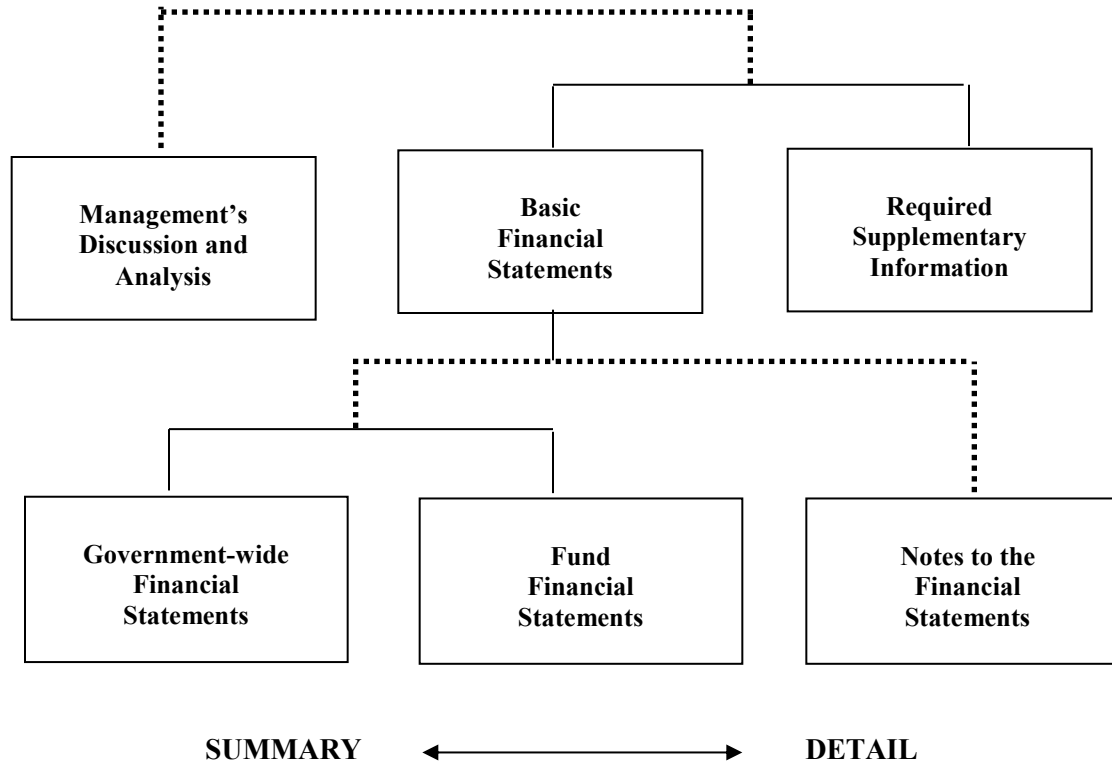 Management’s
Discussion and
Analysis
Basic
Financial
Statements
Required
Supplementary
Information
Government-wide
Financial
Statements
Fund
Financial
Statements
Notes to the
Financial
Statements
SUMMARY
DETAIL